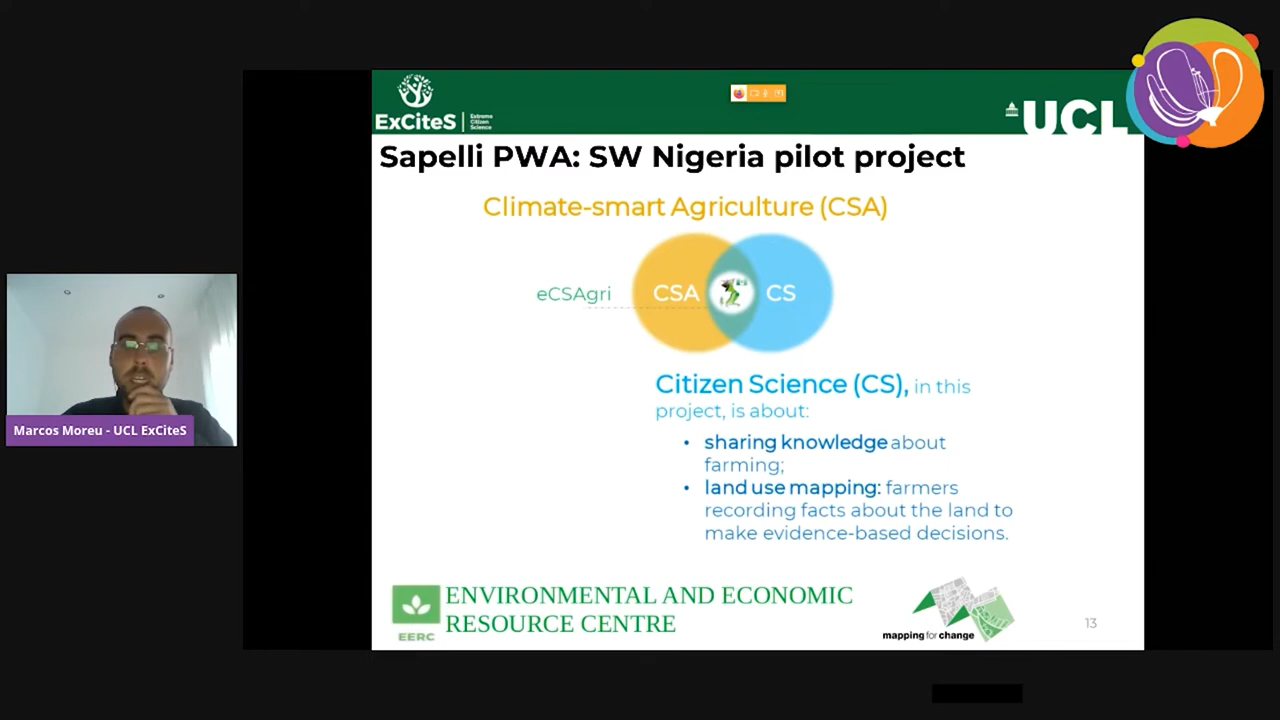 ExCiteS
Extreme
Citizen
Science
UCL
Sapelli PWA: SW Nigeria pilot project
Climate-smart Agriculture (CSA)
eCSAgri
CSA
CS
Citizen Science (CS), in this
project, is about:
• sharing knowledge about
farming;
• land use mapping: farmers
recording facts about the land to
make evidence-based decisions.
Marcos Moreu - UCL ExCiteS
EERC
ENVIRONMENTAL AND ECONOMIC
RESOURCE CENTRE
mapping for change
13